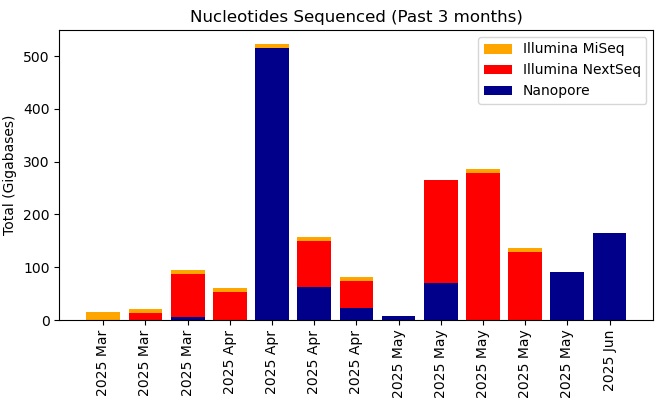 Nucleotides Sequenced (Past 3 months)
Illumina MiSeq
Illumina NextSeq
Nanopore
Total (Gigabases)
500
400
300
200
100
0
2025 Mar
2025 Mar
2025 Mar
2025 Apr
2025 Apr
2025 Apr
2025 Apr
2025 May
2025 May
2025 May
2025 May
2025 May
2025 Jun